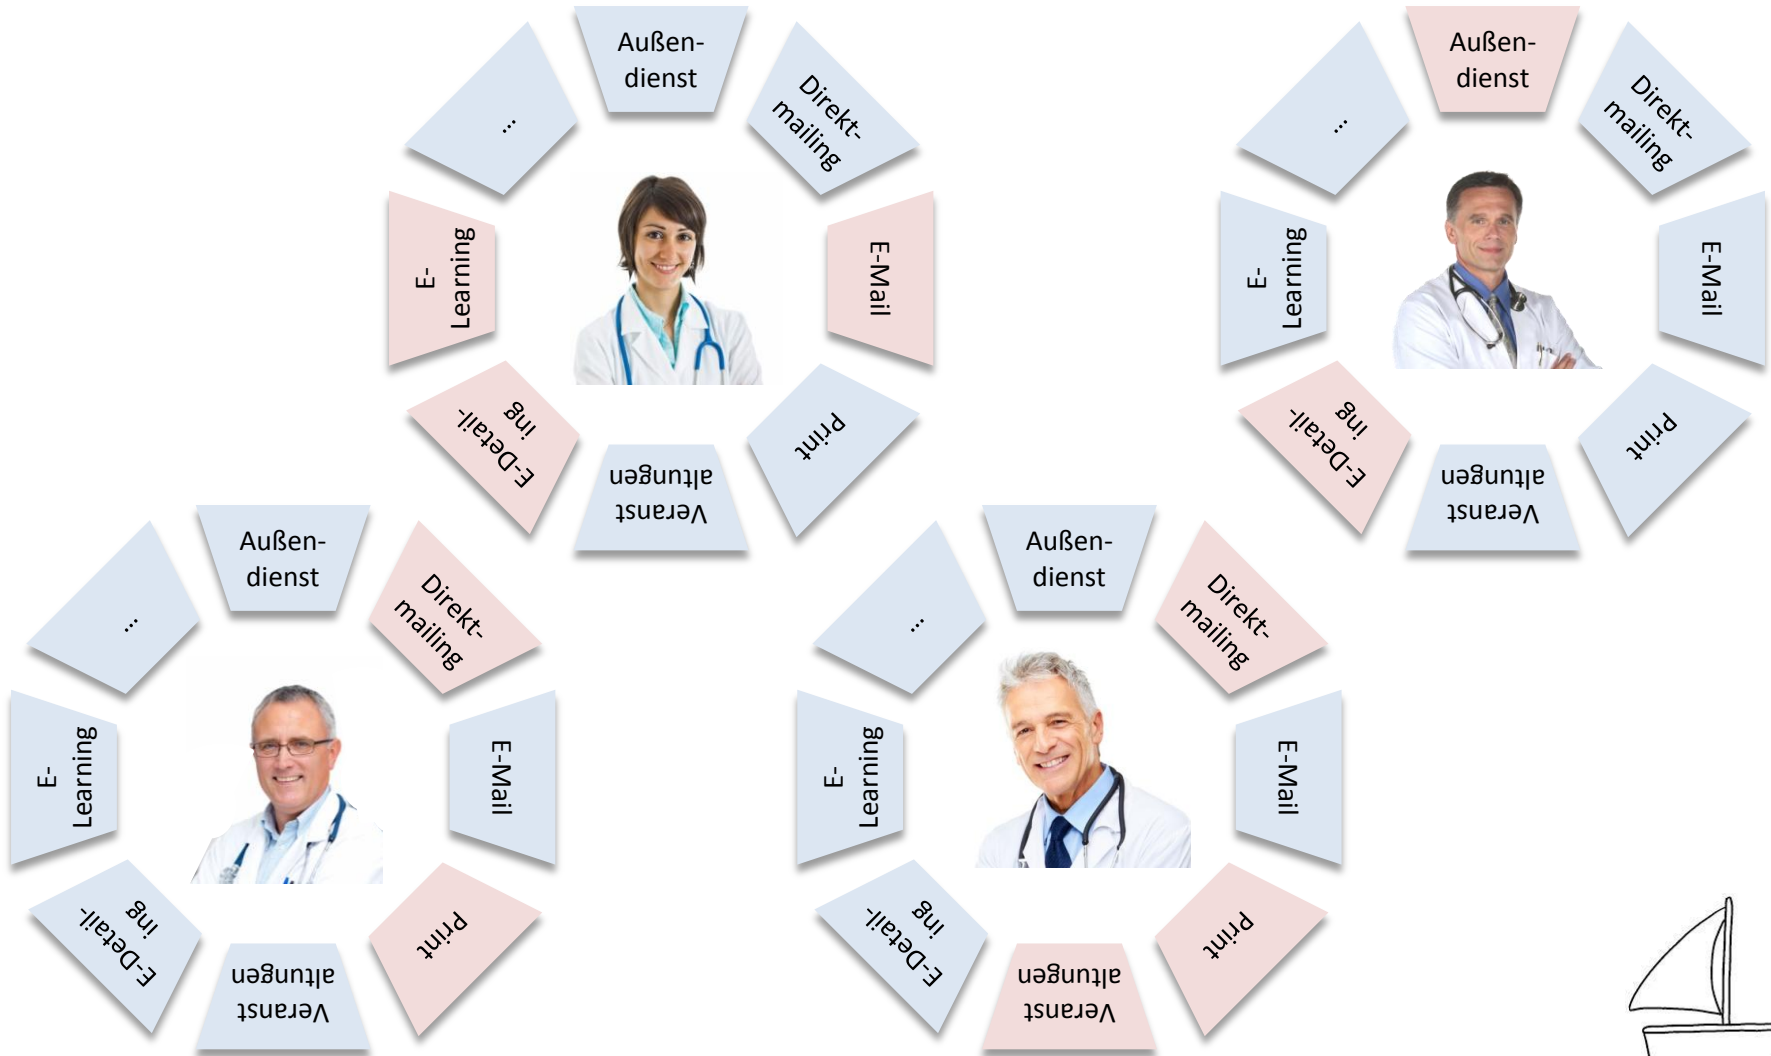 Außen-
dienst
Direkt-
mailing
E-Mail
Print
Veranst
altungen
E-Detail-
ing
E-
Learning
...
Außen-
dienst
Direkt-
mailing
E-Mail
Print
Veranst
altungen
E-Detail-
ing
E-
Learning
...
Außen-
dienst
Direkt-
mailing
E-Mail
Print
Veranst
altungen
E-Detail-
ing
E-
Learning
...
Außen-
dienst
Direkt-
mailing
E-Mail
Print
Veranst
altungen
E-Detail-
ing
E-
Learning
...